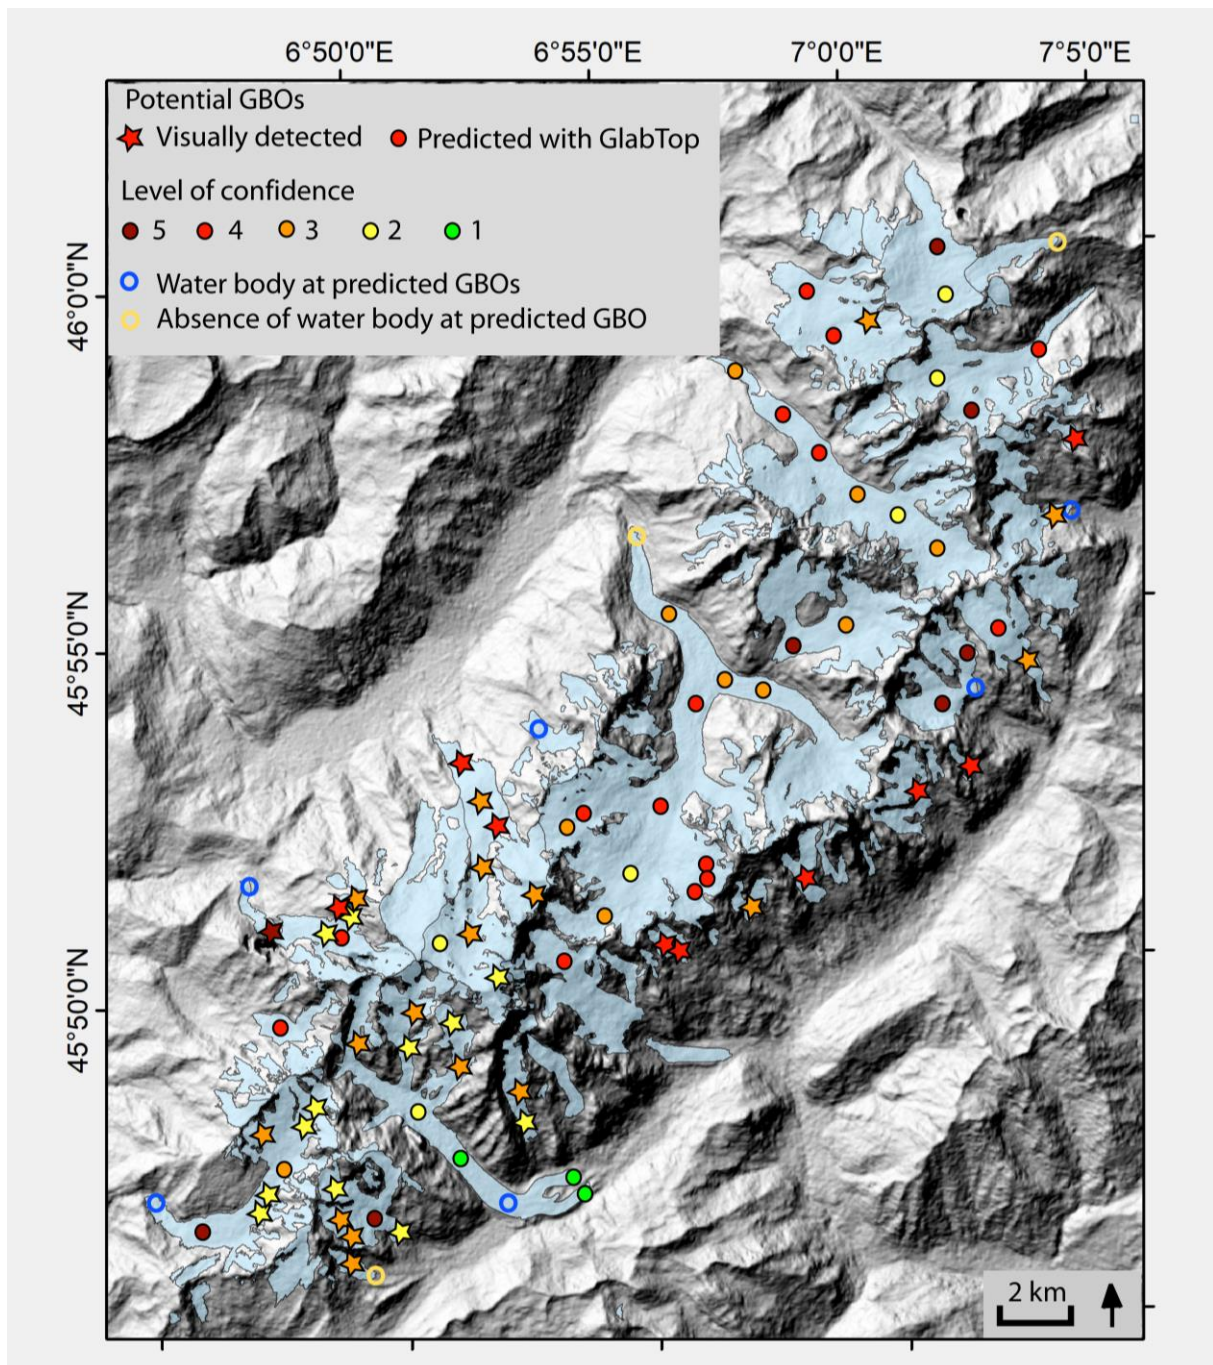 6°50'0"E 6°55'0"E 7°0'0"E 7°5'0"E
Potential GBOs
Visually detected Predicted with GlabTop
Level of confidence
5 4 3 2 1
Water body at predicted GBOs
Absence of water body at predicted GBO
46°0'0"N
45°55'0"N
45°50'0"N
2 km